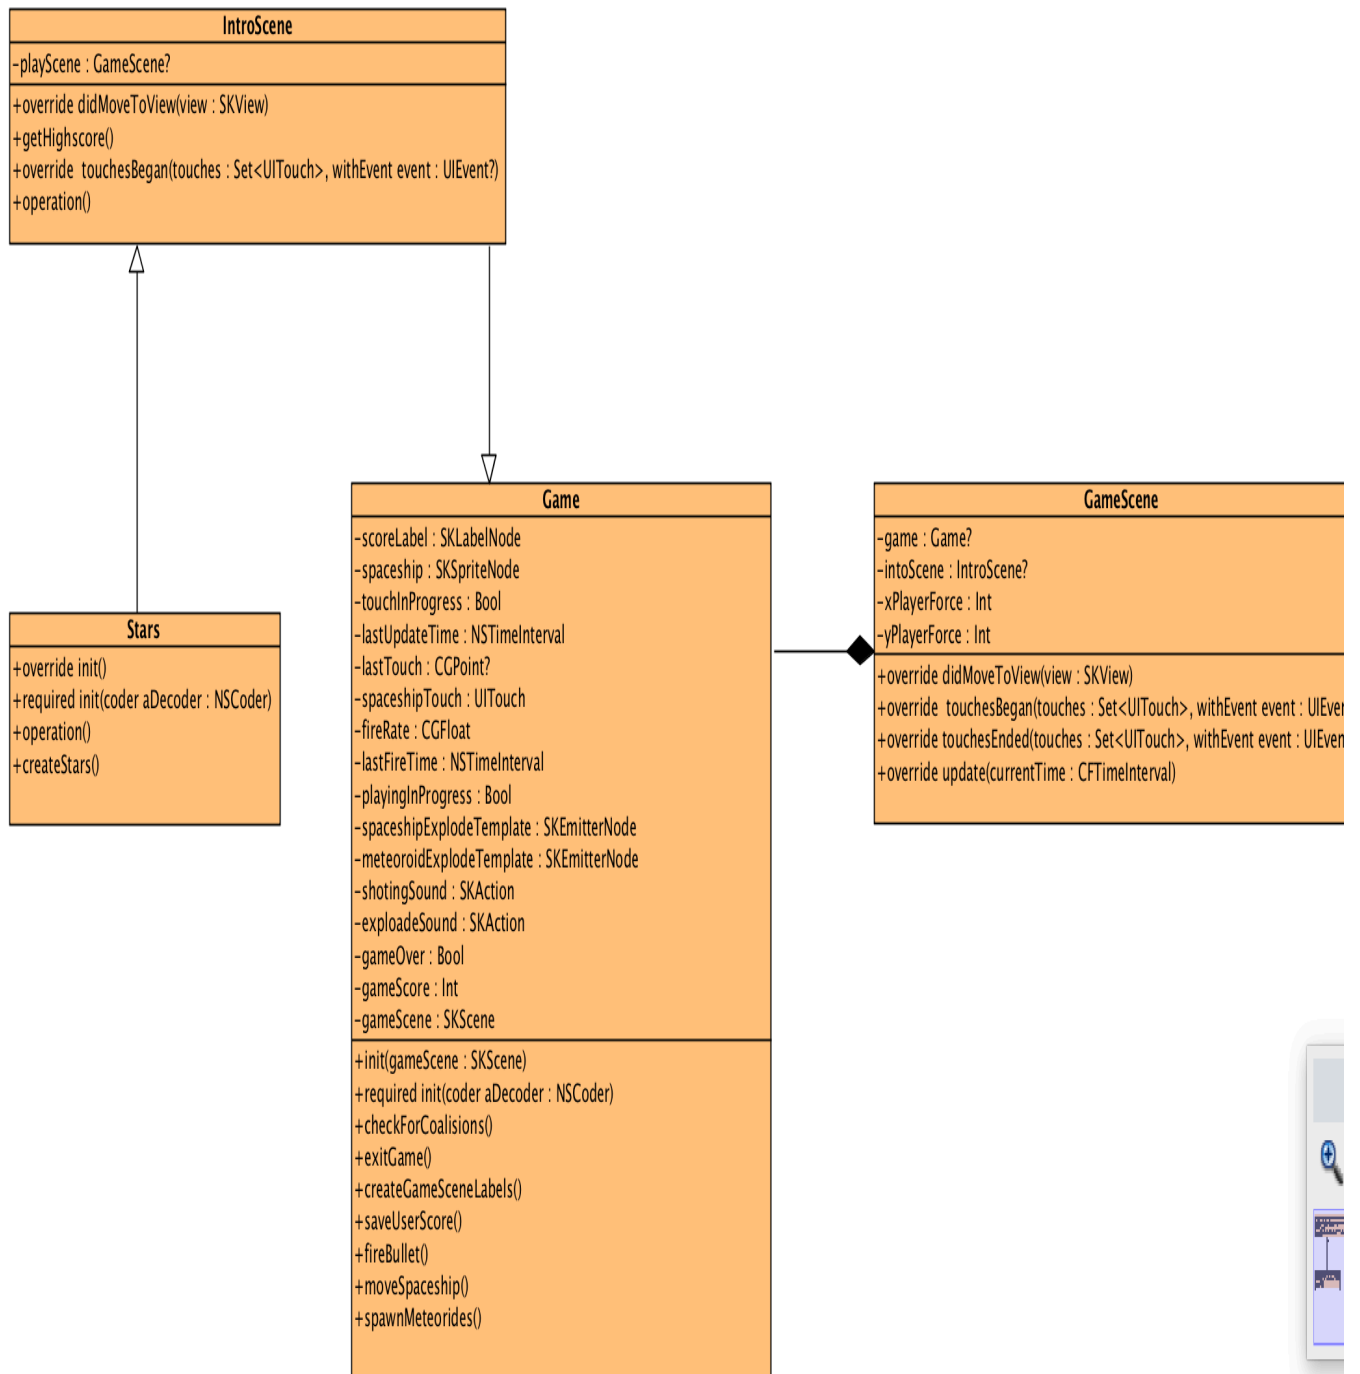 IntroScene
-playScene : GameScene?
+override didMoveToView(view : SKView)
+getHighscore()
+override touchesBegan(touches : Set<UITouch>, withEvent event : UIEvent?)
+operation()
Stars
+override init()
+required init(coder aDecoder : NSCoder)
+operation()
+createStars()
Game
-scoreLabel : SKLabelNode
-spaceship : SKSpriteNode
-touchInProgress : Bool
-lastUpdateTime : NSTimeInterval
-lastTouch : CGPoint?
-spaceshipTouch : UITouch
-fireRate : CGFloat
-lastFireTime : NSTimeInterval
-playingInProgress : Bool
-spaceshipExplodeTemplate : SKEmitterNode
-meteoroidExplodeTemplate : SKEmitterNode
-shotingSound : SKAction
-exploadeSound : SKAction
-gameOver : Bool
-gameScore : Int
-gameScene : SKScene
+init(gameScene : SKScene)
+required init(coder aDecoder : NSCoder)
+checkForCoalisions()
+exitGame()
+createGameSceneLabels()
+saveUserScore()
+fireBullet()
+moveSpaceship()
+spawnMeteorides()
GameScene
-game : Game?
-intoScene : IntroScene?
-xPlayerForce : Int
-yPlayerForce : Int
+override didMoveToView(view : SKView)
+override touchesBegan(touches : Set<UITouch>, withEvent event :
+override touchesEnded(touches : Set<UITouch>, withEvent event :
+override update(currentTime : CFTimeInterval)